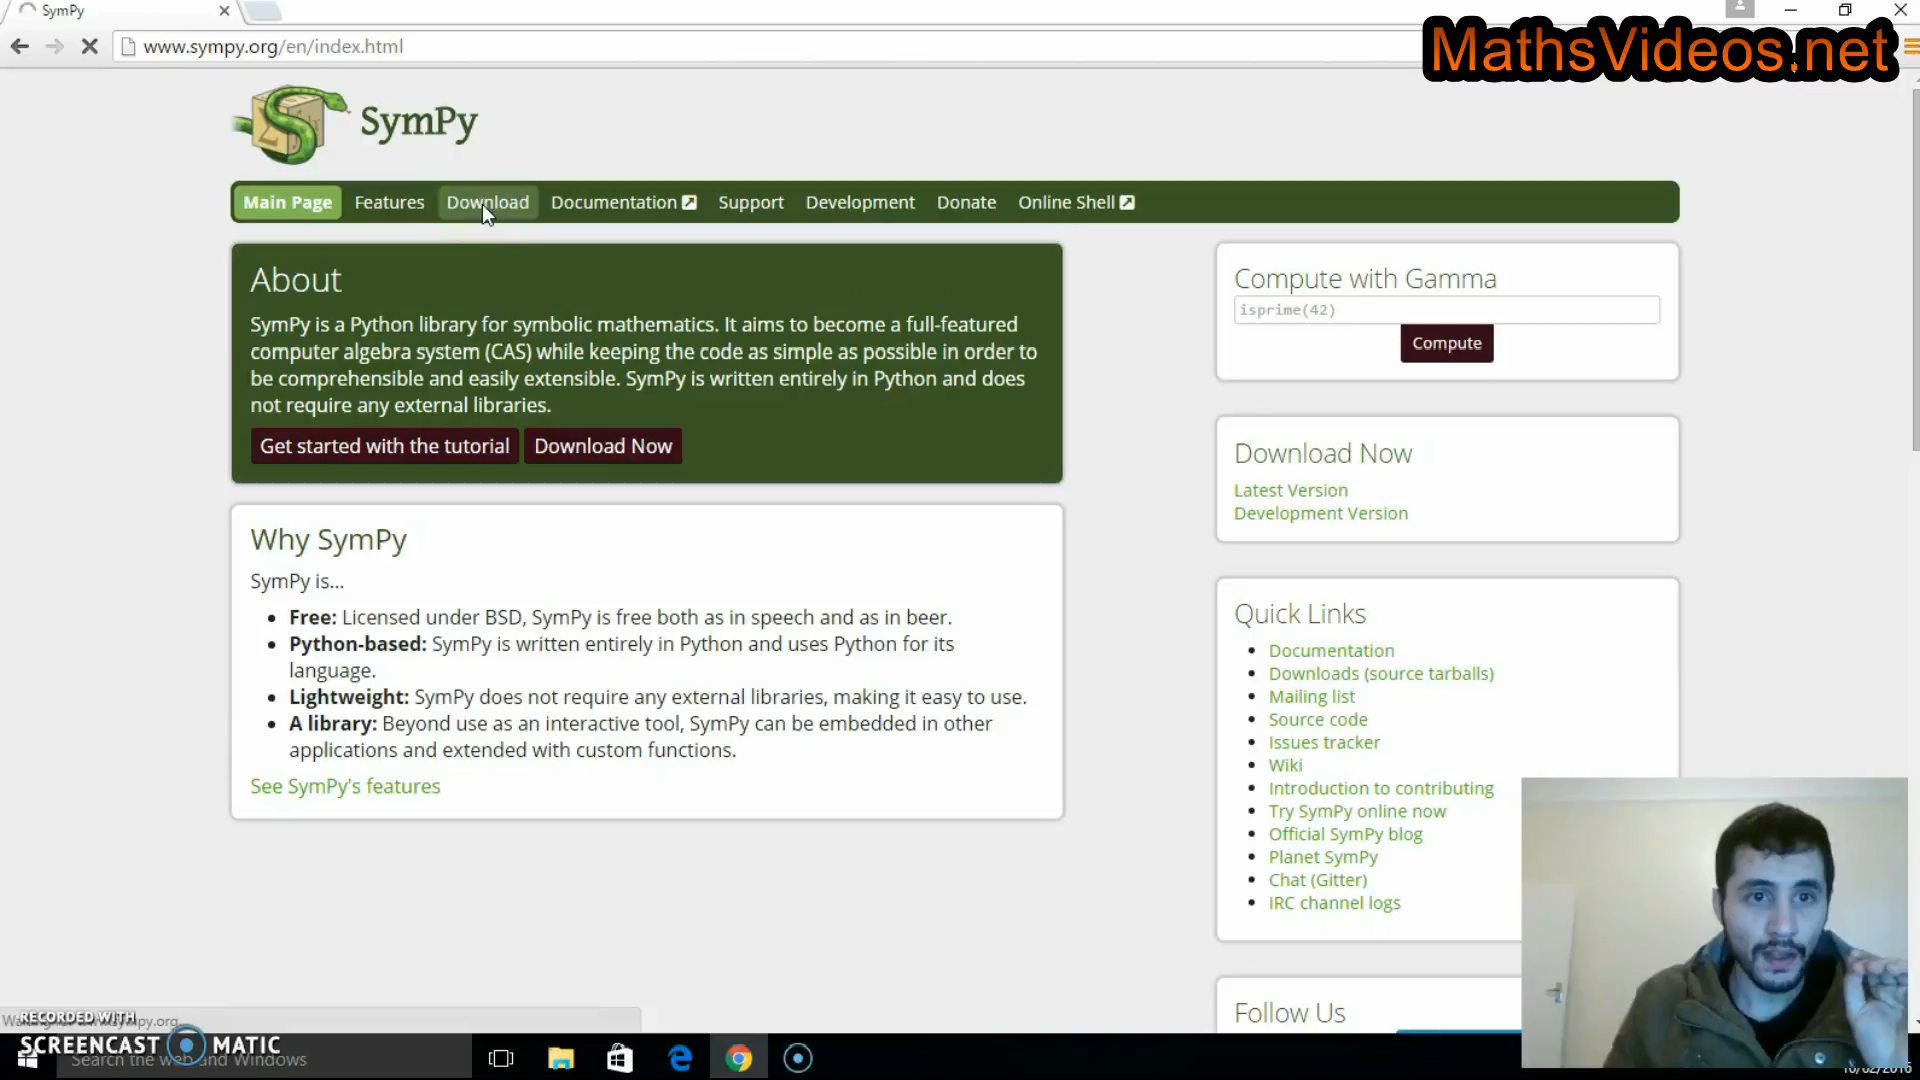 SymPy
www.sympy.org/en/index.html
MathsVideos.net
SymPy
Main Page Features Download Documentation Support Development Donate Online Shell
About
SymPy is a Python library for symbolic mathematics. It aims to become a full-featured
computer algebra system (CAS) while keeping the code as simple as possible in order to
be comprehensible and easily extensible. SymPy is written entirely in Python and does
not require any external libraries.
Get started with the tutorial Download Now
Why SymPy
SymPy is...
Free: Licensed under BSD, SymPy is free both as in speech and as in beer.
Python-based: SymPy is written entirely in Python and uses Python for its
language.
Lightweight: SymPy does not require any external libraries, making it easy to use.
A library: Beyond use as an interactive tool, SymPy can be embedded in other
applications and extended with custom functions.
See SymPy's features
Compute with Gamma
isprime(42)
Compute
Download Now
Latest Version
Development Version
Quick Links
Documentation
Downloads (source tarballs)
Mailing list
Source code
Issues tracker
Wiki
Introduction to contributing
Try SymPy online now
Official SymPy blog
Planet SymPy
Chat (Gitter)
IRC channel logs
Follow Us
RECORDED WITH
SCREENCAST MATIC
Search the web and Windows